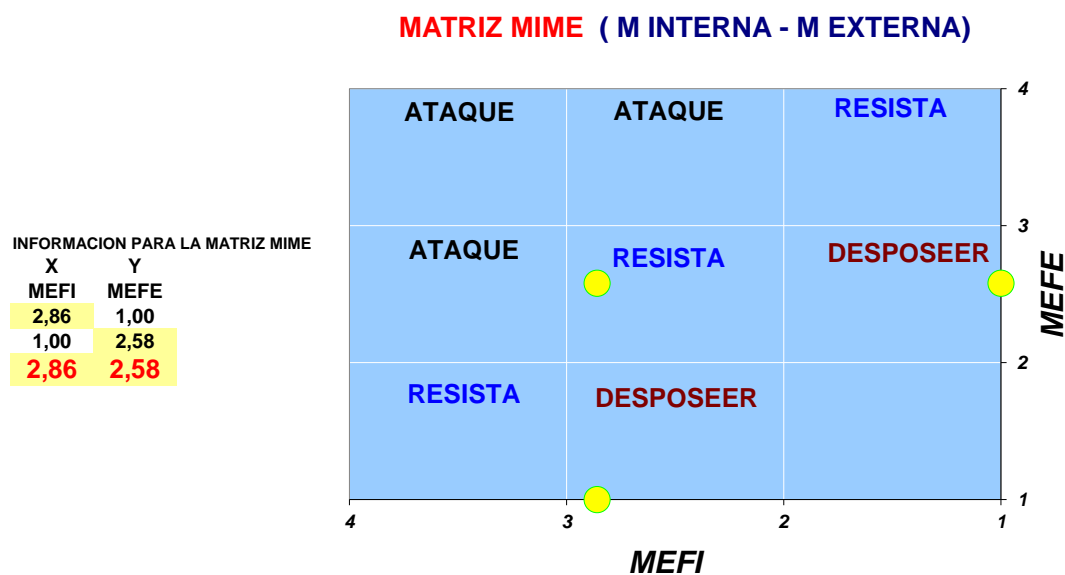 MATRIZ MIME ( M INTERNA - M EXTERNA)
INFORMACION PARA LA MATRIZ MIME
X Y
MEFI MEFE
2,86 1,00
1,00 2,58
2,86 2,58
ATAQUE ATAQUE RESISTA
ATAQUE RESISTA DESPOSEER
RESISTA DESPOSEER
4
3
2
1
MEFE
4 3 2 1
MEFI